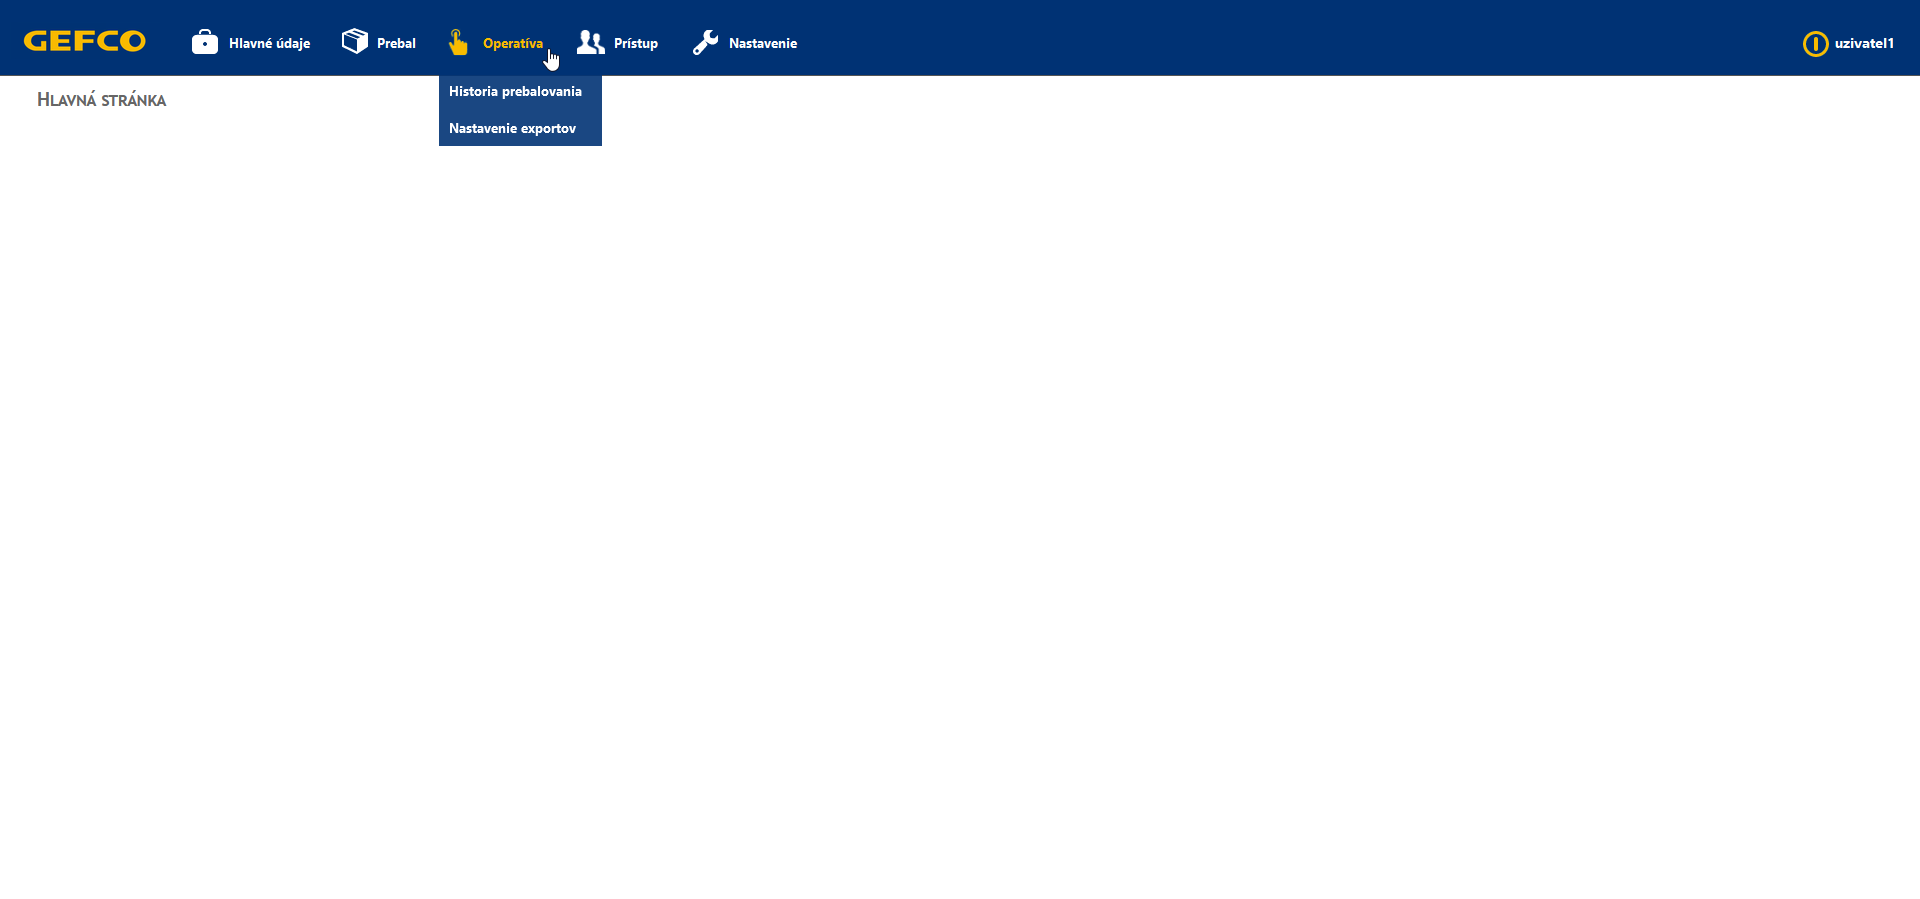 GEFCO Hlavné údaje Prebal Operatíva Prístup Nastavenie uzivatel1
Hlavná stránka
Historia prebalovania
Nastavenie exportov